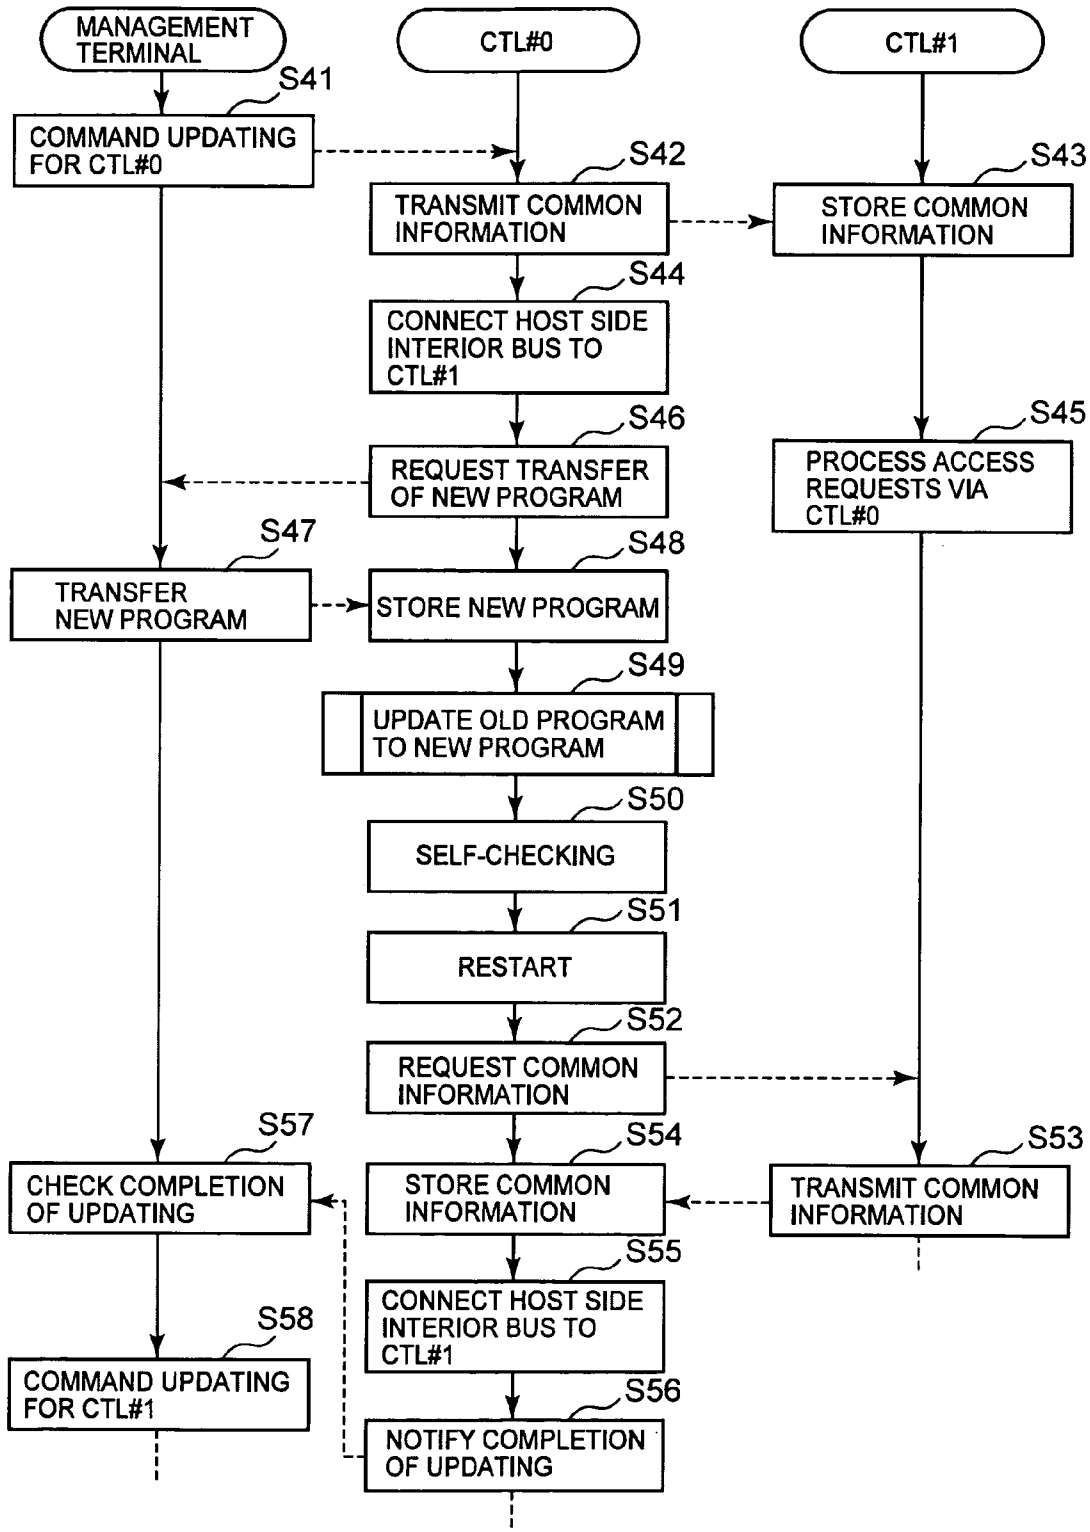 MANAGEMENT
TERMINAL
CTL#0
CTL#1
S41
COMMAND UPDATING
FOR CTL#0
S42
TRANSMIT COMMON
INFORMATION
S43
STORE COMMON
INFORMATION
S44
CONNECT HOST SIDE
INTERIOR BUS TO
CTL#1
S45
PROCESS ACCESS
REQUESTS VIA
CTL#0
S46
REQUEST TRANSFER
OF NEW PROGRAM
S47
TRANSFER
NEW PROGRAM
S48
STORE NEW PROGRAM
S49
UPDATE OLD PROGRAM
TO NEW PROGRAM
S50
SELF-CHECKING
S51
RESTART
S52
REQUEST COMMON
INFORMATION
S53
TRANSMIT COMMON
INFORMATION
S54
STORE COMMON
INFORMATION
S57
CHECK COMPLETION
OF UPDATING
S55
CONNECT HOST SIDE
INTERIOR BUS TO
CTL#1
S58
COMMAND UPDATING
FOR CTL#1
S56
NOTIFY COMPLETION
OF UPDATING